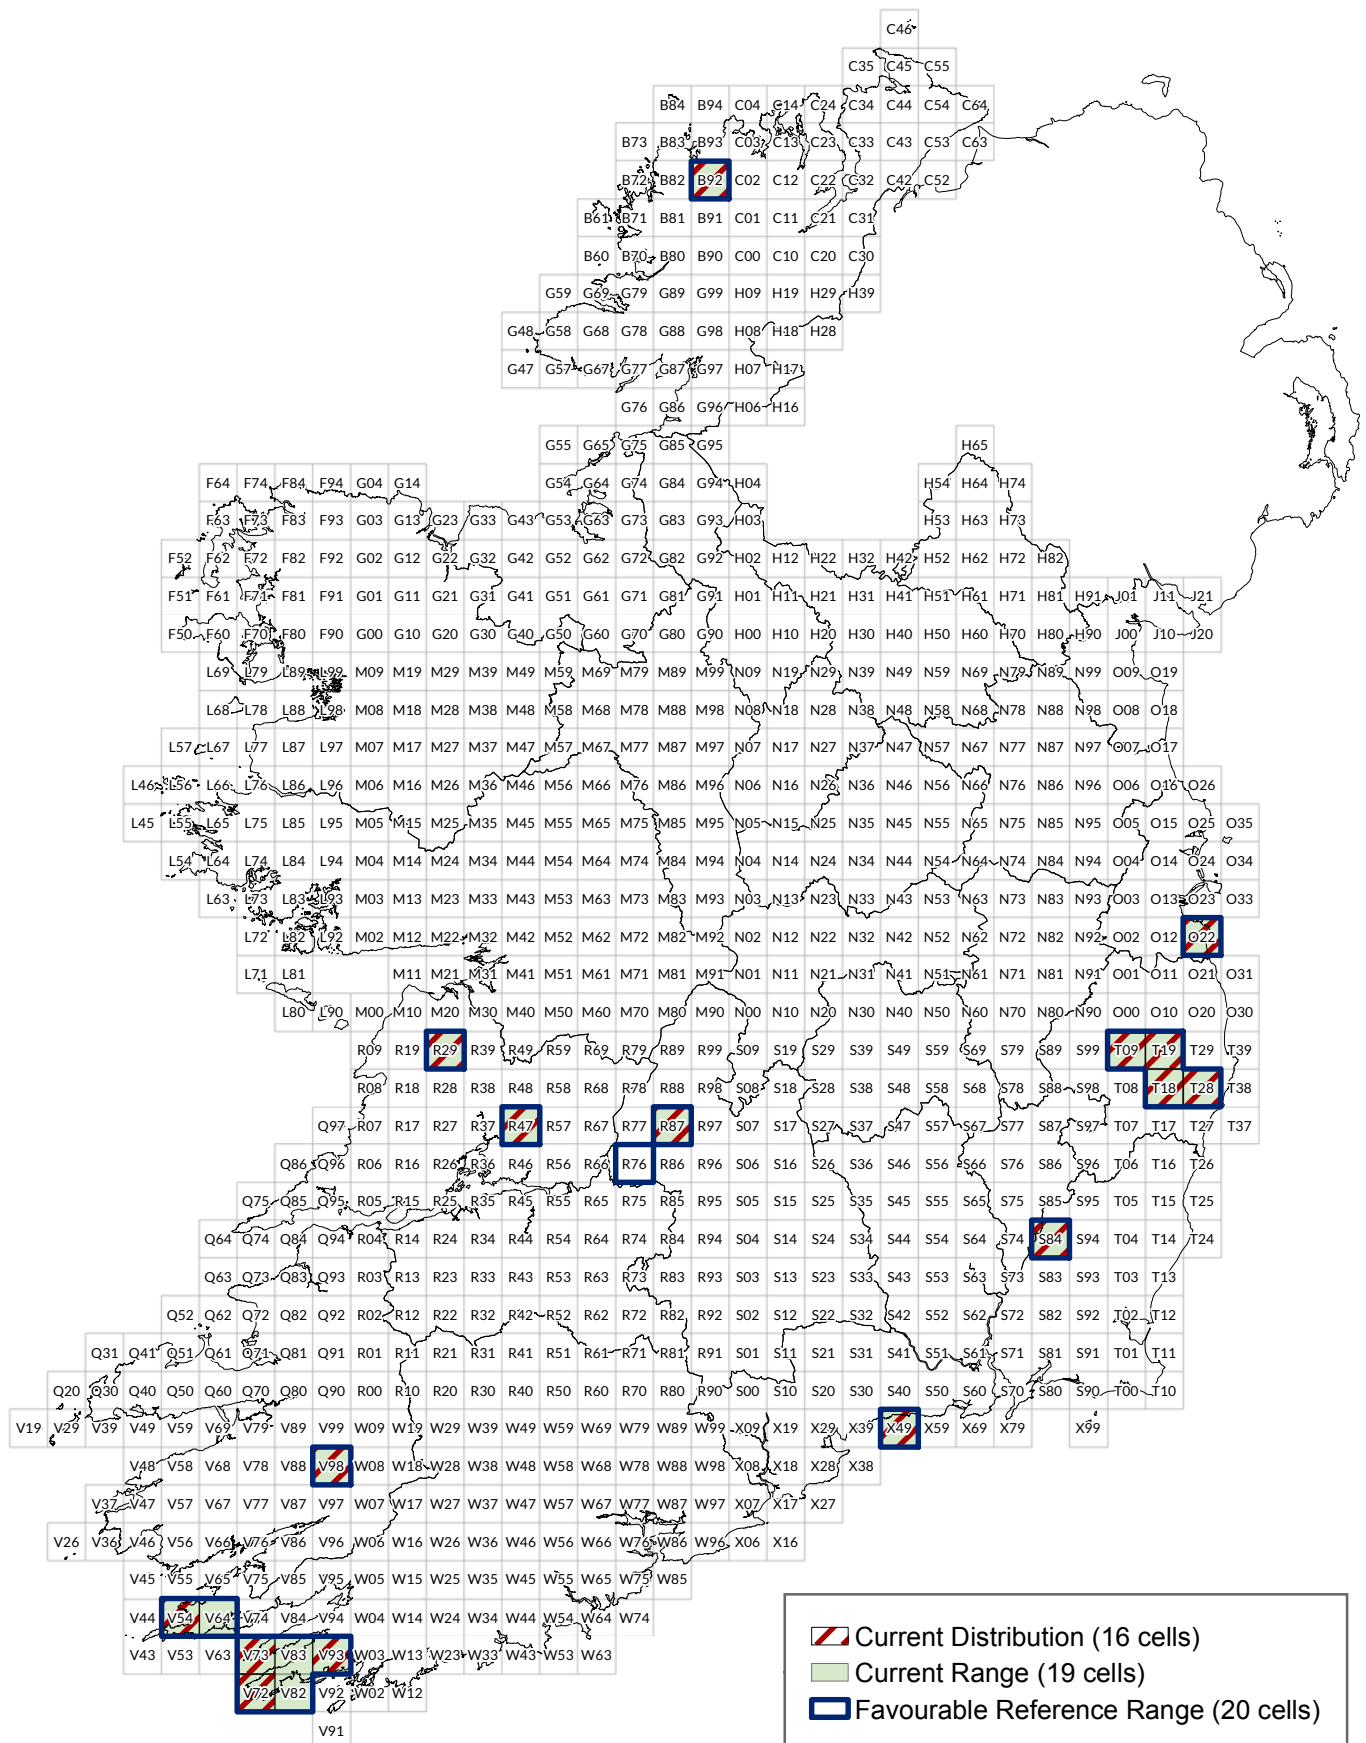 C46
C35 C45 C55
B84 B94 C04 C14 C24 C34 C44 C54 C64
B73 B83 B93 C03 C13 C23 C33 C43 C53 C63
B72 B82 B92 C02 C12 C22 C32 C42 C52
B61 B71 B81 B91 C01 C11 C21 C31
B60 B70 B80 B90 C00 C10 C20 C30
G59 G69 G79 G89 G99 H09 H19 H29 H39
G48 G58 G68 G78 G88 G98 H08 H18 H28
G47 G57 G67 G77 G87 G97 H07 H17
G76 G86 G96 H06 H16
G55 G65 G75 G85 G95 H65
F64 F74 F84 F94 G04 G14 G54 G64 G74 G84 G94 H04 H54 H64 H74
F63 F73 F83 F93 G03 G13 G23 G33 G43 G53 G63 G73 G83 G93 H03 H53 H63 H73
F52 F62 F72 F82 F92 G02 G12 G22 G32 G42 G52 G62 G72 G82 G92 H02 H12 H22 H32 H42 H52 H62 H72 H82
F51 F61 F71 F81 F91 G01 G11 G21 G31 G41 G51 G61 G71 G81 G91 H01 H11 H21 H31 H41 H51 H61 H71 H81 H91 J01 J11 J21
F50 F60 F70 F80 F90 G00 G10 G20 G30 G40 G50 G60 G70 G80 G90 H00 H10 H20 H30 H40 H50 H60 H70 H80 H90 J00 J10 J20
L69 L79 L89 L99 M09 M19 M29 M39 M49 M59 M69 M79 M89 M99 N09 N19 N29 N39 N49 N59 N69 N79 N89 N99 O09 O19
L68 L78 L88 L98 M08 M18 M28 M38 M48 M58 M68 M78 M88 M98 N08 N18 N28 N38 N48 N58 N68 N78 N88 N98 O08 O18
L57 L67 L77 L87 L97 M07 M17 M27 M37 M47 M57 M67 M77 M87 M97 N07 N17 N27 N37 N47 N57 N67 N77 N87 N97 O07 O17
L46 L56 L66 L76 L86 L96 M06 M16 M26 M36 M46 M56 M66 M76 M86 M96 N06 N16 N26 N36 N46 N56 N66 N76 N86 N96 O06 O16 O26
L45 L55 L65 L75 L85 L95 M05 M15 M25 M35 M45 M55 M65 M75 M85 M95 N05 N15 N25 N35 N45 N55 N65 N75 N85 N95 O05 O15 O25 O35
L54 L64 L74 L84 L94 M04 M14 M24 M34 M44 M54 M64 M74 M84 M94 N04 N14 N24 N34 N44 N54 N64 N74 N84 N94 O04 O14 O24 O34
L63 L73 L83 L93 M03 M13 M23 M33 M43 M53 M63 M73 M83 M93 N03 N13 N23 N33 N43 N53 N63 N73 N83 N93 O03 O13 O23 O33
L72 L82 L92 M02 M12 M22 M32 M42 M52 M62 M72 M82 M92 N02 N12 N22 N32 N42 N52 N62 N72 N82 N92 O02 O12 O22
L71 L81 M11 M21 M31 M41 M51 M61 M71 M81 M91 N01 N11 N21 N31 N41 N51 N61 N71 N81 N91 O01 O11 O21 O31
L80 L90 M00 M10 M20 M30 M40 M50 M60 M70 M80 M90 N00 N10 N20 N30 N40 N50 N60 N70 N80 N90 O00 O10 O20 O30
R09 R19 R29 R39 R49 R59 R69 R79 R89 R99 S09 S19 S29 S39 S49 S59 S69 S79 S89 S99 T09 T19 T29 T39
R08 R18 R28 R38 R48 R58 R68 R78 R88 R98 S08 S18 S28 S38 S48 S58 S68 S78 S88 S98 T08 T18 T28 T38
Q97 R07 R17 R27 R37 R47 R57 R67 R77 R87 R97 S07 S17 S27 S37 S47 S57 S67 S77 S87 S97 T07 T17 T27 T37
Q86 Q96 R06 R16 R26 R36 R46 R56 R66 R76 R86 R96 S06 S16 S26 S36 S46 S56 S66 S76 S86 S96 T06 T16 T26
Q75 Q85 Q95 R05 R15 R25 R35 R45 R55 R65 R75 R85 R95 S05 S15 S25 S35 S45 S55 S65 S75 S85 S95 T05 T15 T25
Q64 Q74 Q84 Q94 R04 R14 R24 R34 R44 R54 R64 R74 R84 R94 S04 S14 S24 S34 S44 S54 S64 S74 S84 S94 T04 T14 T24
Q63 Q73 Q83 Q93 R03 R13 R23 R33 R43 R53 R63 R73 R83 R93 S03 S13 S23 S33 S43 S53 S63 S73 S83 S93 T03 T13
Q52 Q62 Q72 Q82 Q92 R02 R12 R22 R32 R42 R52 R62 R72 R82 R92 S02 S12 S22 S32 S42 S52 S62 S72 S82 S92 T02 T12
Q31 Q41 Q51 Q61 Q71 Q81 Q91 R01 R11 R21 R31 R41 R51 R61 R71 R81 R91 S01 S11 S21 S31 S41 S51 S61 S71 S81 S91 T01 T11
Q20 Q30 Q40 Q50 Q60 Q70 Q80 Q90 R00 R10 R20 R30 R40 R50 R60 R70 R80 R90 S00 S10 S20 S30 S40 S50 S60 S70 S80 S90 T00 T10
V19 V29 V39 V49 V59 V69 V79 V89 V99 W09 W19 W29 W39 W49 W59 W69 W79 W89 W99 X09 X19 X29 X39 X49 X59 X69 X79 X99
V48 V58 V68 V78 V88 V98 W08 W18 W28 W38 W48 W58 W68 W78 W88 W98 X08 X18 X28 X38
V37 V47 V57 V67 V77 V87 V97 W07 W17 W27 W37 W47 W57 W67 W77 W87 W97 X07 X17 X27
V26 V36 V46 V56 V66 V76 V86 V96 W06 W16 W26 W36 W46 W56 W66 W76 W86 W96 X06 X16
V45 V55 V65 V75 V85 V95 W05 W15 W25 W35 W45 W55 W65 W75 W85
V44 V54 V64 V74 V84 V94 W04 W14 W24 W34 W44 W54 W64 W74
V43 V53 V63 V73 V83 V93 W03 W13 W23 W33 W43 W53 W63
V72 V82 V92 W02 W12
V91
Current Distribution (16 cells)
Current Range (19 cells)
Favourable Reference Range (20 cells)